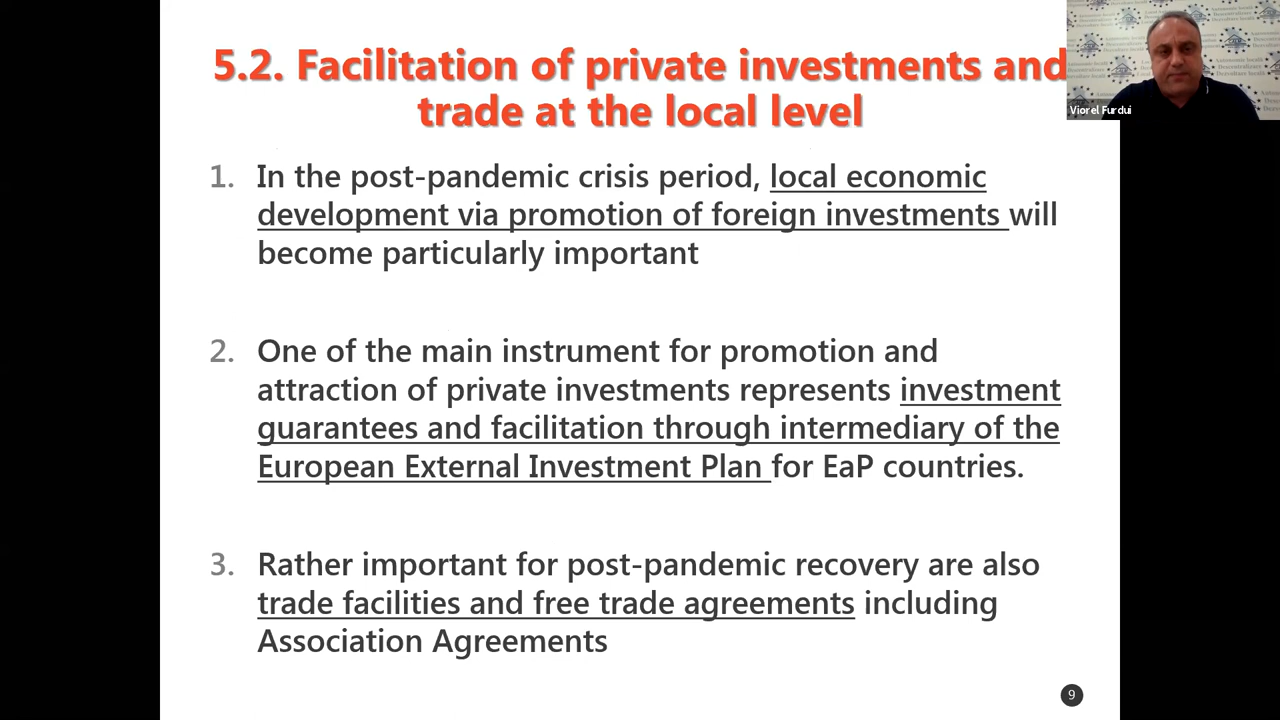 5.2. Facilitation of private investments and
trade at the local level
Viorel Furdui
1. In the post-pandemic crisis period, local economic
development via promotion of foreign investments will
become particularly important
2. One of the main instrument for promotion and
attraction of private investments represents investment
guarantees and facilitation through intermediary of the
European External Investment Plan for EaP countries.
3. Rather important for post-pandemic recovery are also
trade facilities and free trade agreements including
Association Agreements
9